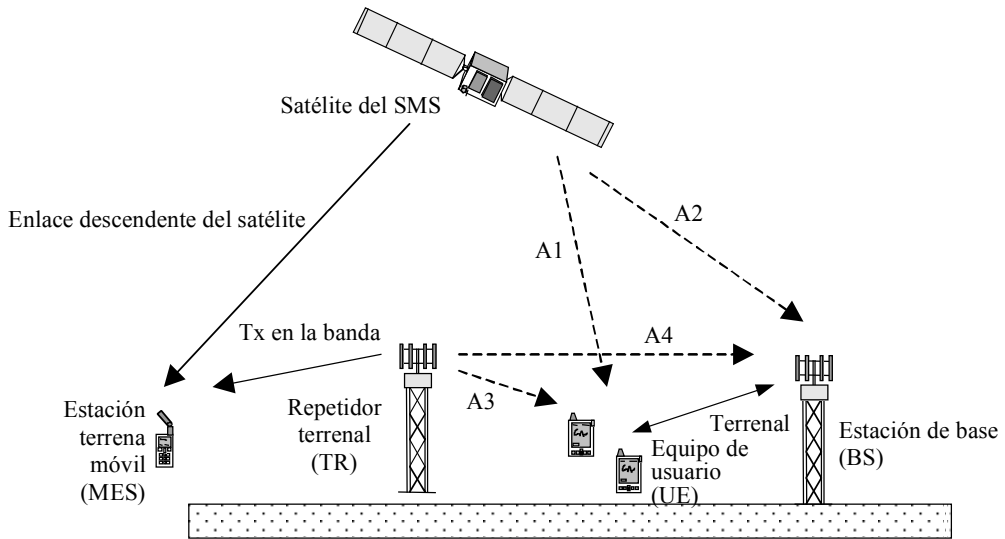 Satélite del SMS
Enlace descendente del satélite
A1
A2
Tx en la banda
A4
A3
Estación
terrena
móvil
(MES)
Repetidor
terrenal
(TR)
Terrenal
Equipo de
usuario
(UE)
Estación de base
(BS)